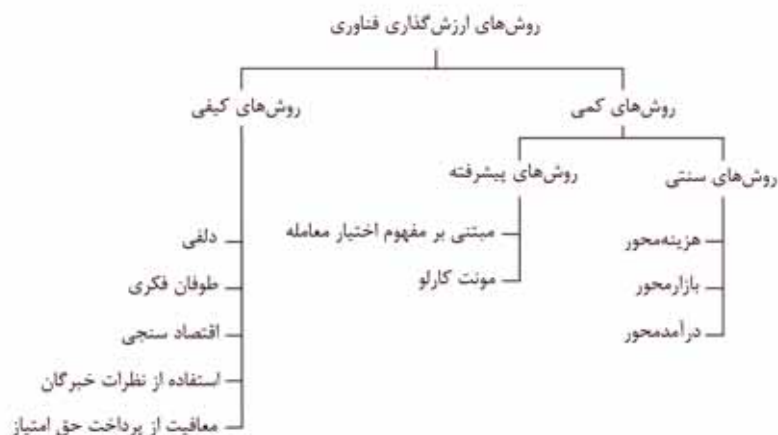 روش‌های ارزش‌گذاری فناوری
روش‌های کمی
روش‌های کیفی
روش‌های سنتی
روش‌های پیشرفته
هزینه‌محور
بازارمحور
درآمدمحور
مبتنی بر مفهوم اختیار معامله
مونت کارلو
دلفی
طوفان فکری
اقتصاد سنجی
استفاده از نظرات خبرگان
معافیت از پرداخت حق امتیاز